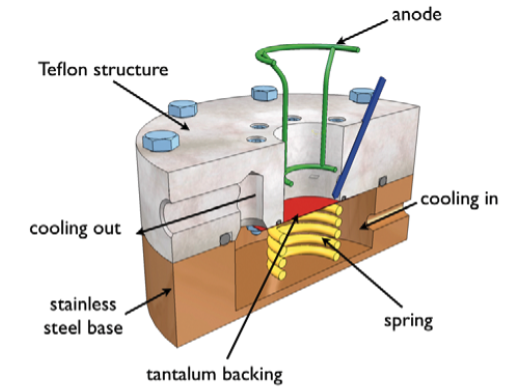 anode
Teflon structure
cooling in
cooling out
stainless
steel base
spring
tantalum backing